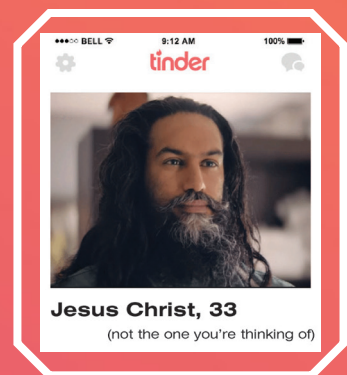 BELL 9:12 AM 100%
tinder
Jesus Christ, 33
(not the one you're thinking of)